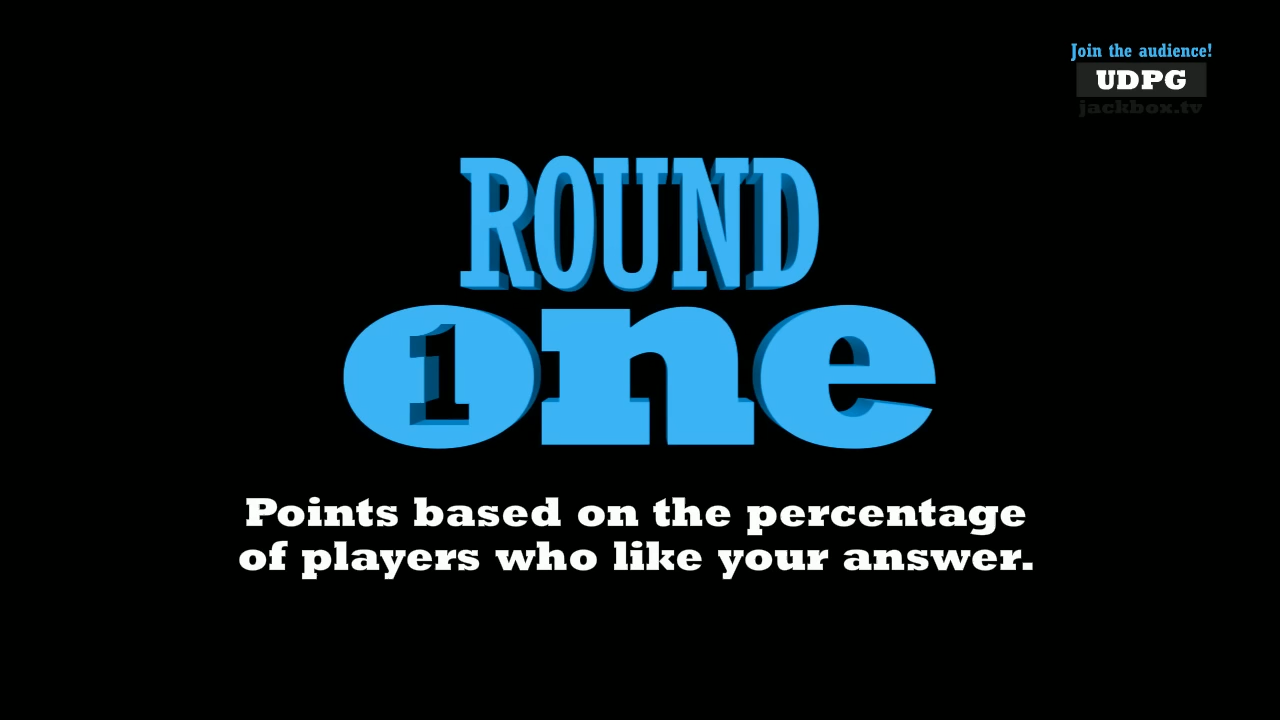 Join the audience!
UDPG
jackbox.tv
ROUND
One
1
Points based on the percentage
of players who like your answer.